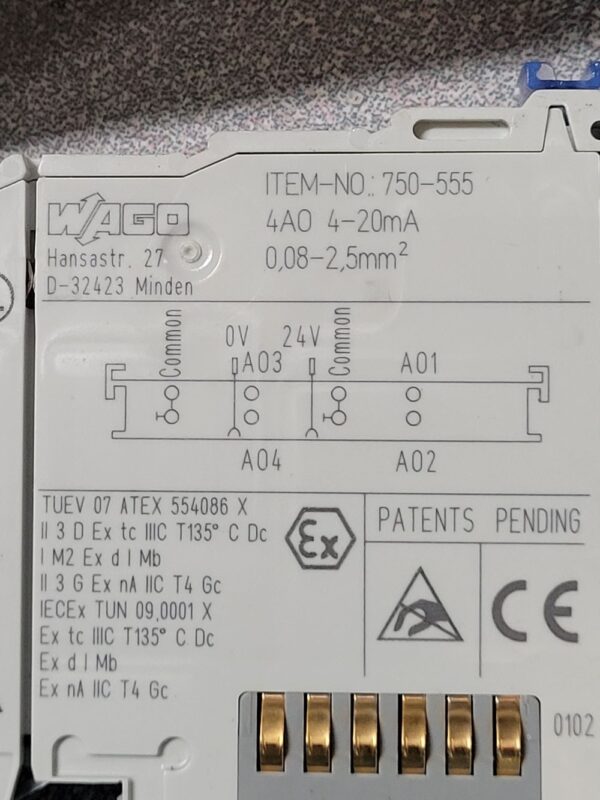 ITEM-NO.: 750-555
WAGO
4AO 4-20mA
Hansastr. 27
0,08-2,5mm²
D-32423 Minden
Common
0V
24V
Common
AO3
AO1
AO4
AO2
TUEV 07 ATEX 554086 X
II 3 D Ex tc IIIC T135° C Dc
I M2 Ex d I Mb
II 3 G Ex nA IIC T4 Gc
IECEx TUN 09,0001 X
Ex tc IIIC T135° C Dc
Ex d I Mb
Ex nA IIC T4 Gc
Ex
PATENTS PENDING
CE
0102